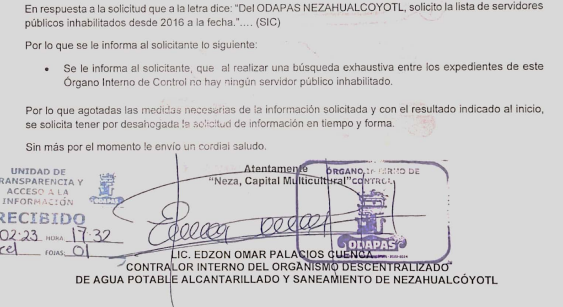 En respuesta a la solicitud que a la letra dice: "Del ODAPAS NEZAHUALCOYOTL, solicito la lista de servidores
públicos inhabilitados desde 2016 a la fecha.".... (SIC)
Por lo que se le informa al solicitante lo siguiente:
• Se le informa al solicitante, que al realizar una búsqueda exhaustiva entre los expedientes de este
Órgano Interno de Control no hay ningún servidor público inhabilitado.
Por lo que agotadas las medidas necesarias de la información solicitada y con el resultado indicado al inicio,
se solicita tener por desahogada la solicitud de información en tiempo y forma.
Sin más por el momento le envío un cordial saludo.
Atentamente
"Neza, Capital Multicultural"
UNIDAD DE
TRANSPARENCIA Y
ACCESO A LA
INFORMACIÓN
RECIBIDO
02-23 HORA 17:32
FOJAS: 01
ÓRGANO INTERNO DE
CONTROL
ODAPAS
LIC. EDZON OMAR PALACIOS CUENCA
CONTRALOR INTERNO DEL ORGANISMO DESCENTRALIZADO
DE AGUA POTABLE ALCANTARILLADO Y SANEAMIENTO DE NEZAHUALCÓYOTL